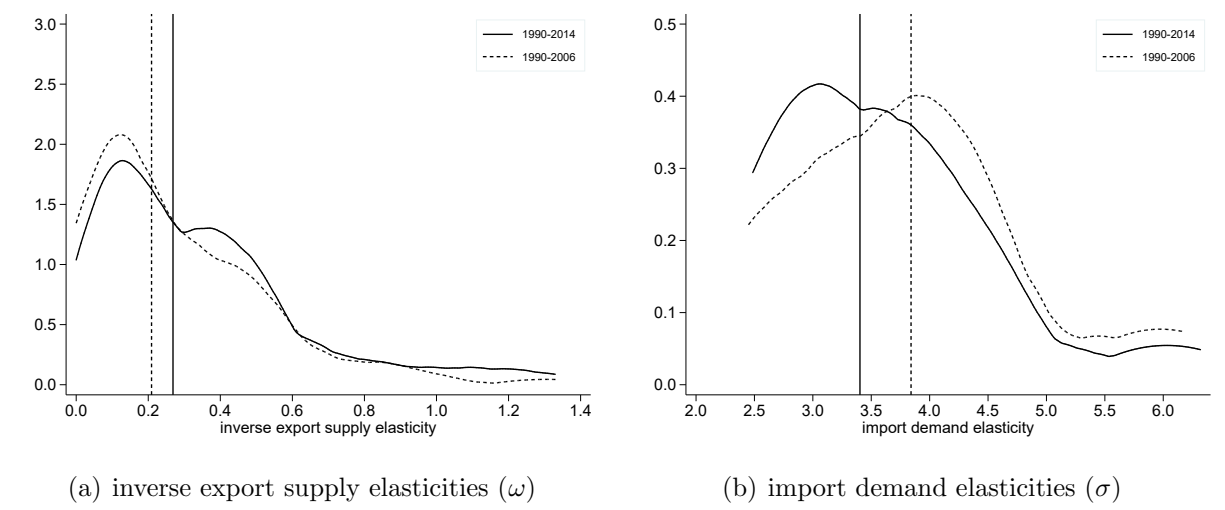 3.0
2.5
2.0
1.5
1.0
0.5
0.0
0.0 0.2 0.4 0.6 0.8 1.0 1.2 1.4
inverse export supply elasticity
1990-2014
1990-2006
(a) inverse export supply elasticities (ω)
0.5
0.4
0.3
0.2
0.1
0.0
2.0 2.5 3.0 3.5 4.0 4.5 5.0 5.5 6.0
import demand elasticity
1990-2014
1990-2006
(b) import demand elasticities (σ)